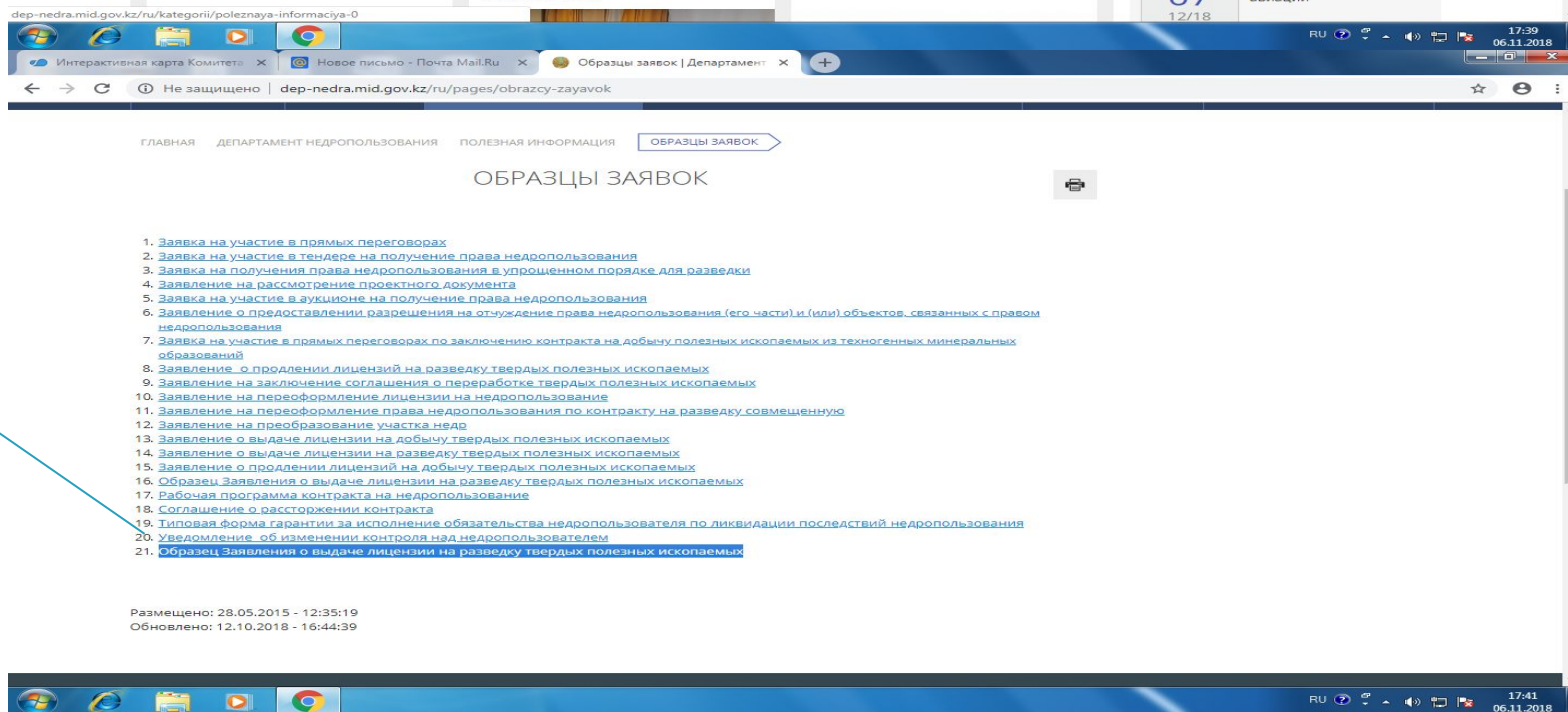 dep-nedra.mid.gov.kz/ru/kategorii/poleznaya-informaciya-0
12/18
RU
17:39
06.11.2018
Интерактивная карта Комитета
Новое письмо - Почта Mail.Ru
Образцы заявок | Департамент
Не защищено | dep-nedra.mid.gov.kz/ru/pages/obrazcy-zayavok
ГЛАВНАЯ ДЕПАРТАМЕНТ НЕДРОПОЛЬЗОВАНИЯ ПОЛЕЗНАЯ ИНФОРМАЦИЯ ОБРАЗЦЫ ЗАЯВОК
ОБРАЗЦЫ ЗАЯВОК
1. Заявка на участие в прямых переговорах
2. Заявка на участие в тендере на получение права недропользования
3. Заявка на получения права недропользования в упрощенном порядке для разведки
4. Заявление на рассмотрение проектного документа
5. Заявка на участие в аукционе на получение права недропользования
6. Заявление о предоставлении разрешения на отчуждение права недропользования (его части) и (или) объектов, связанных с правом
недропользования
7. Заявка на участие в прямых переговорах по заключению контракта на добычу полезных ископаемых из техногенных минеральных
образований
8. Заявление о продлении лицензий на разведку твердых полезных ископаемых
9. Заявление на заключение соглашения о переработке твердых полезных ископаемых
10. Заявление на переоформление лицензии на недропользование
11. Заявление на переоформление права недропользования по контракту на разведку совмещенную
12. Заявление на преобразование участка недр
13. Заявление о выдаче лицензии на добычу твердых полезных ископаемых
14. Заявление о выдаче лицензии на разведку твердых полезных ископаемых
15. Заявление о продлении лицензий на добычу твердых полезных ископаемых
16. Образец Заявления о выдаче лицензии на разведку твердых полезных ископаемых
17. Рабочая программа контракта на недропользование
18. Соглашение о расторжении контракта
19. Типовая форма гарантии за исполнение обязательства недропользователя по ликвидации последствий недропользования
20. Уведомление об изменении контроля над недропользователем
21. Образец Заявления о выдаче лицензии на разведку твердых полезных ископаемых
Размещено: 28.05.2015 - 12:35:19
Обновлено: 12.10.2018 - 16:44:39
RU
17:41
06.11.2018